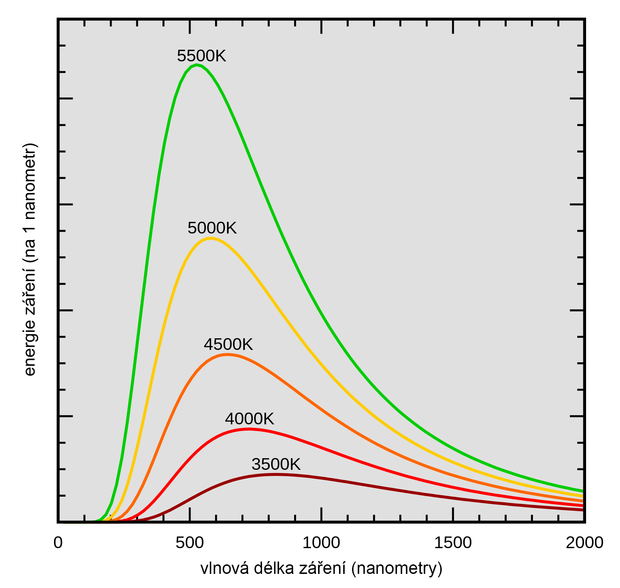 5500K
5000K
4500K
4000K
3500K
energie záření (na 1 nanometr)
0 500 1000 1500 2000
vlnová délka záření (nanometry)